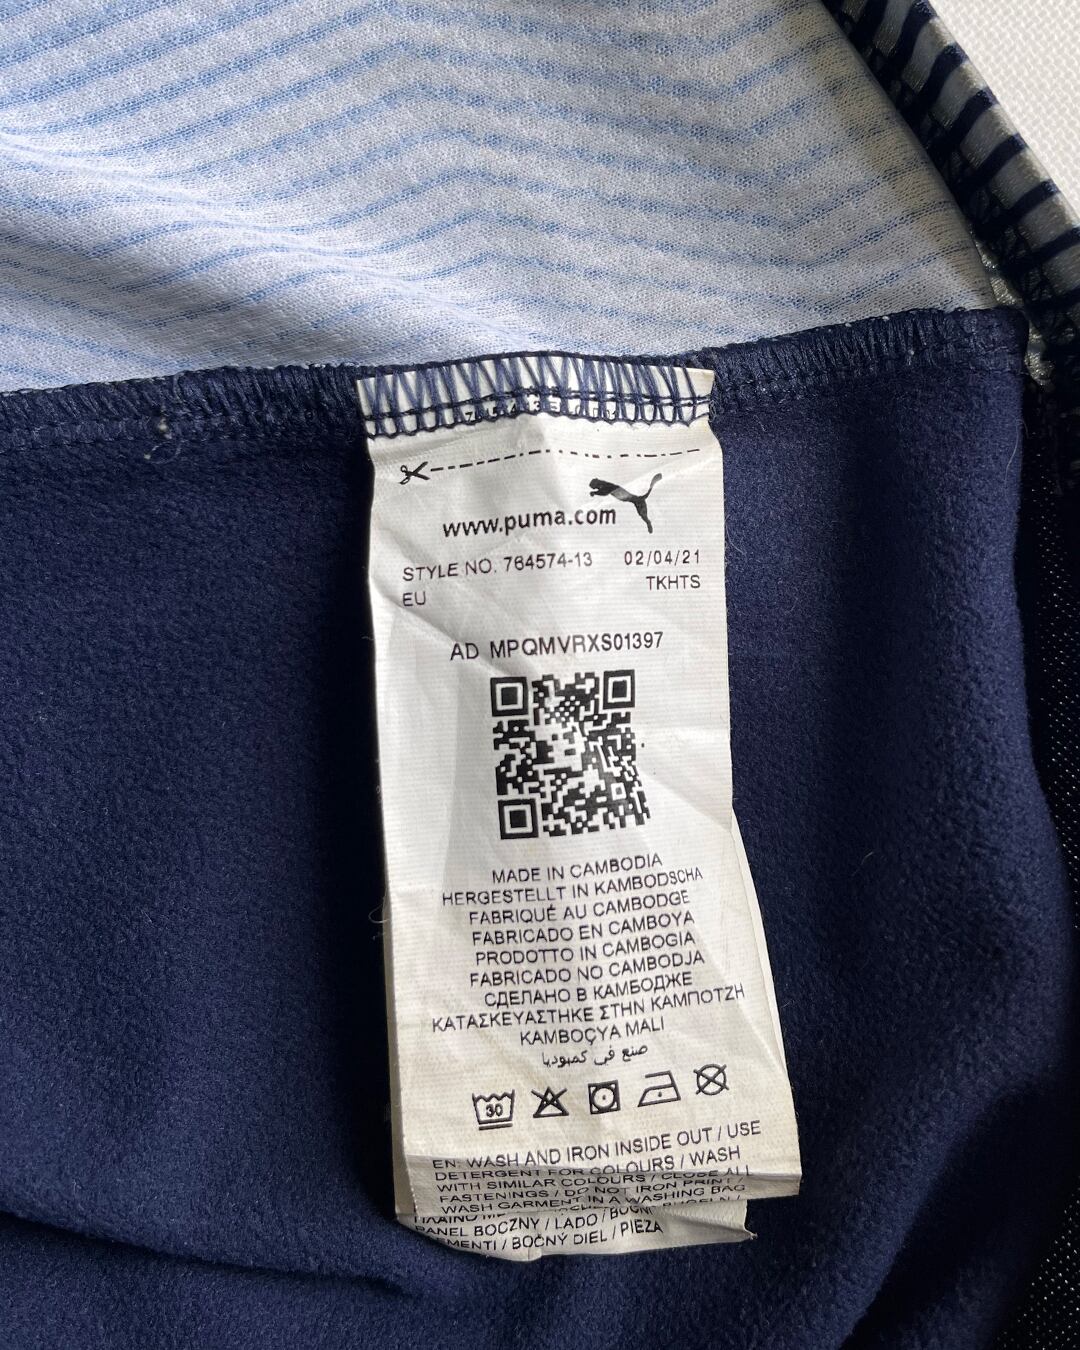 www.puma.com
STYLE NO. 764574-13 02/04/21
EU TKHTS
AD MPQMVRXS01397
MADE IN CAMBODIA
HERGESTELLT IN KAMBODSCHA
FABRIQUÉ AU CAMBODGE
FABRICADO EN CAMBOYA
PRODOTTO IN CAMBOGIA
FABRICADO NO CAMBODJA
СДЕЛАНО В КАМБОДЖЕ
ΚΑΤΑΣΚΕΥΑΣΤΗΚΕ ΣΤΗΝ ΚΑΜΠΟΤΖΗ
KAMBOÇYA MALI
صنع في كمبوديا
30
EN: WASH AND IRON INSIDE OUT / USE
DETERGENT FOR COLOURS / WASH
WITH SIMILAR COLOURS / CLOSE ALL
FASTENINGS / DO NOT IRON PRINT /
WASH GARMENT IN A WASHING BAG
PANEL BOCZNY / LADO /
BOČNÝ DIEL / PIEZA